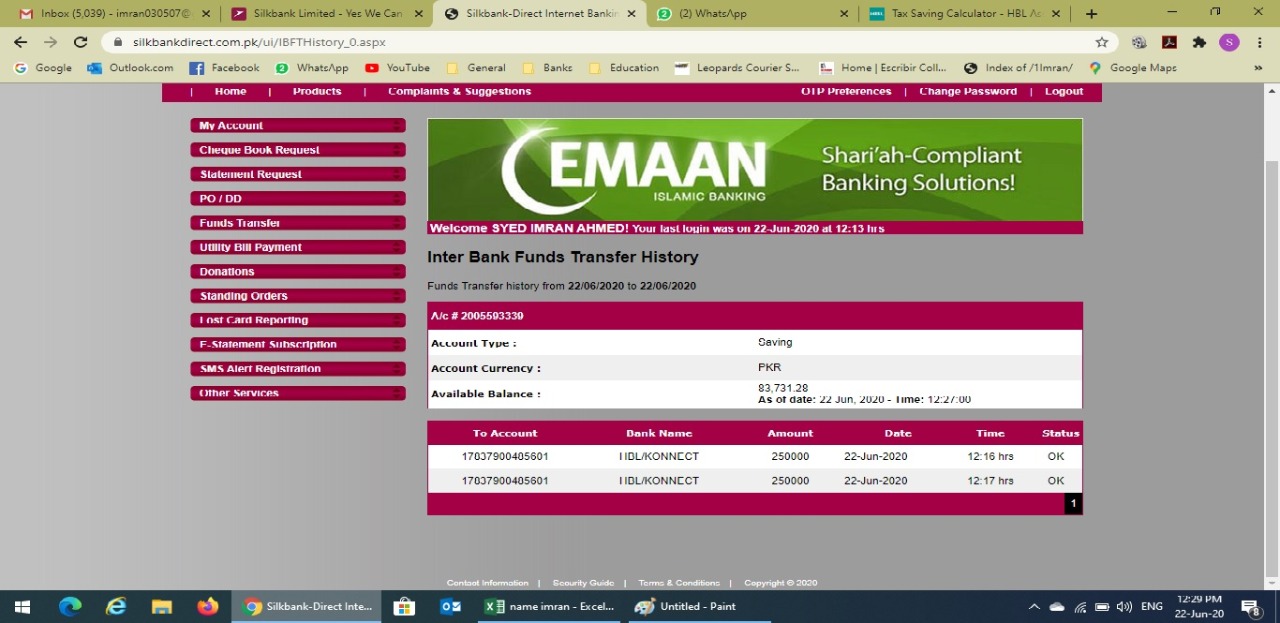 Inbox (5,039) - imran030507@
Silkbank Limited - Yes We Can
Silkbank-Direct Internet Bankin
(2) WhatsApp
Tax Saving Calculator - HBL As
silkbankdirect.com.pk/ui/IBFTHistory_0.aspx
S
Google Outlook.com Facebook WhatsApp YouTube General Banks Education Leopards Courier S... Home | Escribir Coll... Index of /1Imran/ Google Maps »
| Home | Products | Complaints & Suggestions OTP Preferences | Change Password | Logout
My Account
Cheque Book Request
Statement Request
PO / DD
Funds Transfer
Utility Bill Payment
Donations
Standing Orders
Lost Card Reporting
E-Statement Subscription
SMS Alert Registration
Other Services
EMAAN
ISLAMIC BANKING
Shari'ah-Compliant
Banking Solutions!
Welcome SYED IMRAN AHMED! Your last login was on 22-Jun-2020 at 12:13 hrs
Inter Bank Funds Transfer History
Funds Transfer history from 22/06/2020 to 22/06/2020
A/c # 2005593339
Account Type : Saving
Account Currency : PKR
Available Balance : 83,731.28
As of date: 22 Jun, 2020 - Time: 12:27:00
To Account Bank Name Amount Date Time Status
17837900485601 HBL/KONNECT 250000 22-Jun-2020 12:16 hrs OK
17837900485601 HBL/KONNECT 250000 22-Jun-2020 12:17 hrs OK
1
Contact Information | Security Guide | Terms & Conditions | Copyright © 2020
Silkbank-Direct Inte...
name imran - Excel...
Untitled - Paint
ENG
12:29 PM
22-Jun-20
8